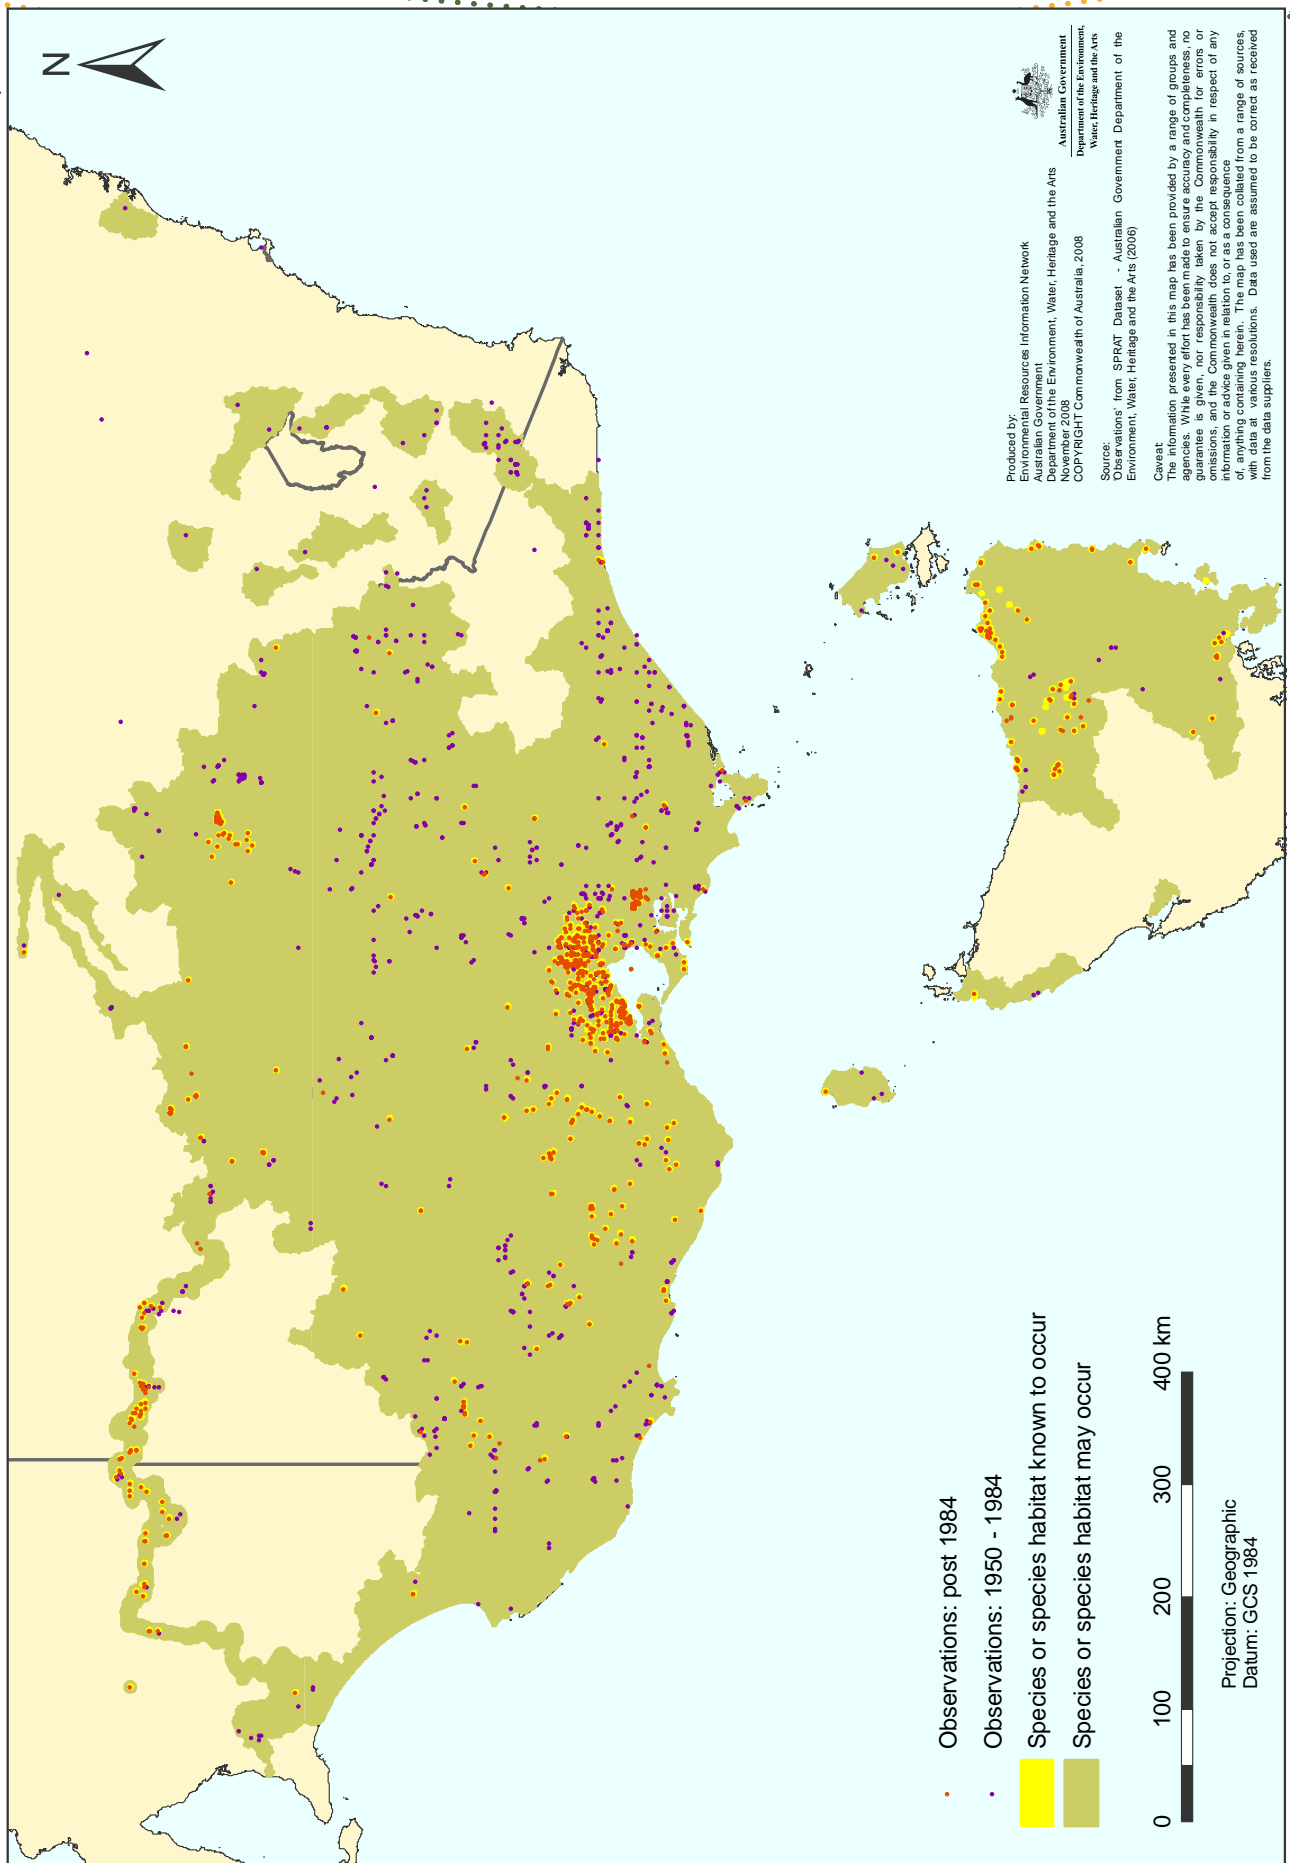 N
Australian Government
Department of the Environment,
Water, Heritage and the Arts
Produced by:
Environmental Resources Information Network
Australian Government
Department of the Environment, Water, Heritage and the Arts
November 2008
COPYRIGHT Commonwealth of Australia, 2008
Source:
'Observations' from SPRAT Dataset - Australian Government Department of the
Environment, Water, Heritage and the Arts (2006)
Caveat:
The information presented in this map has been provided by a range of groups and
agencies. While every effort has been made to ensure accuracy and completeness, no
guarantee is given, nor responsibility taken by the Commonwealth for errors or
omissions, and the Commonwealth does not accept responsibility in respect of any
information or advice given in relation to, or as a consequence
of, anything containing herein. The map has been collated from a range of sources,
with data at various resolutions. Data used are assumed to be correct as received
from the data suppliers.
Observations: post 1984
Observations: 1950 - 1984
Species or species habitat known to occur
Species or species habitat may occur
0 100 200 300 400 km
Projection: Geographic
Datum: GCS 1984